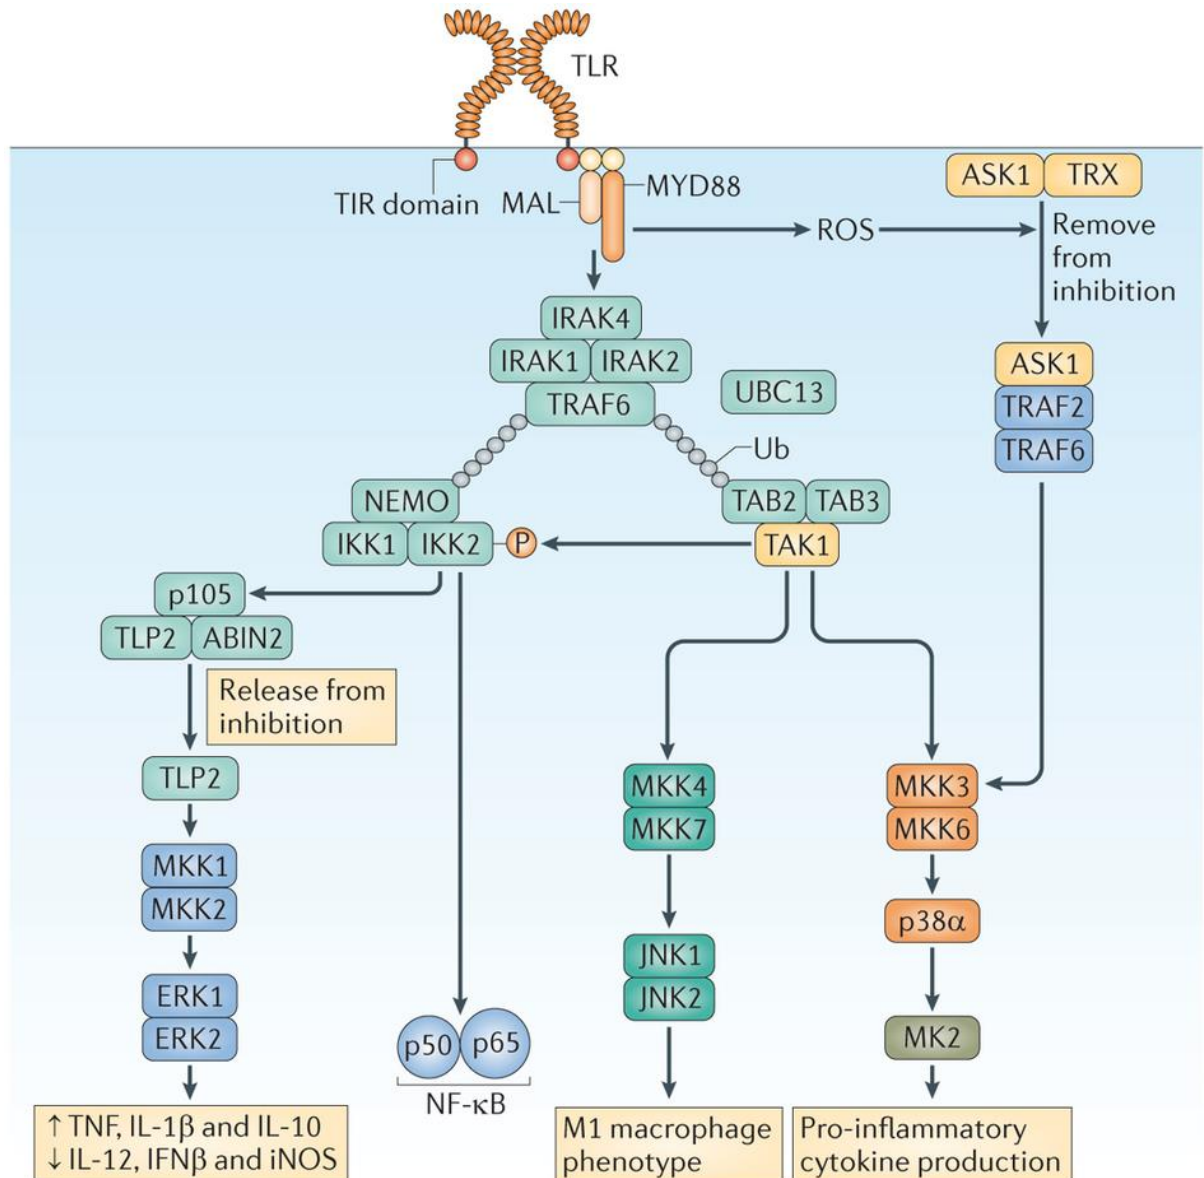 TLR
TIR domain
MAL
MYD88
ROS
ASK1
TRX
Remove
from
inhibition
IRAK4
IRAK1
IRAK2
TRAF6
UBC13
Ub
ASK1
TRAF2
TRAF6
NEMO
IKK1
IKK2
P
TAB2
TAB3
TAK1
p105
TLP2
ABIN2
Release from
inhibition
TLP2
MKK1
MKK2
ERK1
ERK2
↑ TNF, IL-1β and IL-10
↓ IL-12, IFNβ and iNOS
p50
p65
NF-κB
MKK4
MKK7
JNK1
JNK2
M1 macrophage
phenotype
MKK3
MKK6
p38α
MK2
Pro-inflammatory
cytokine production